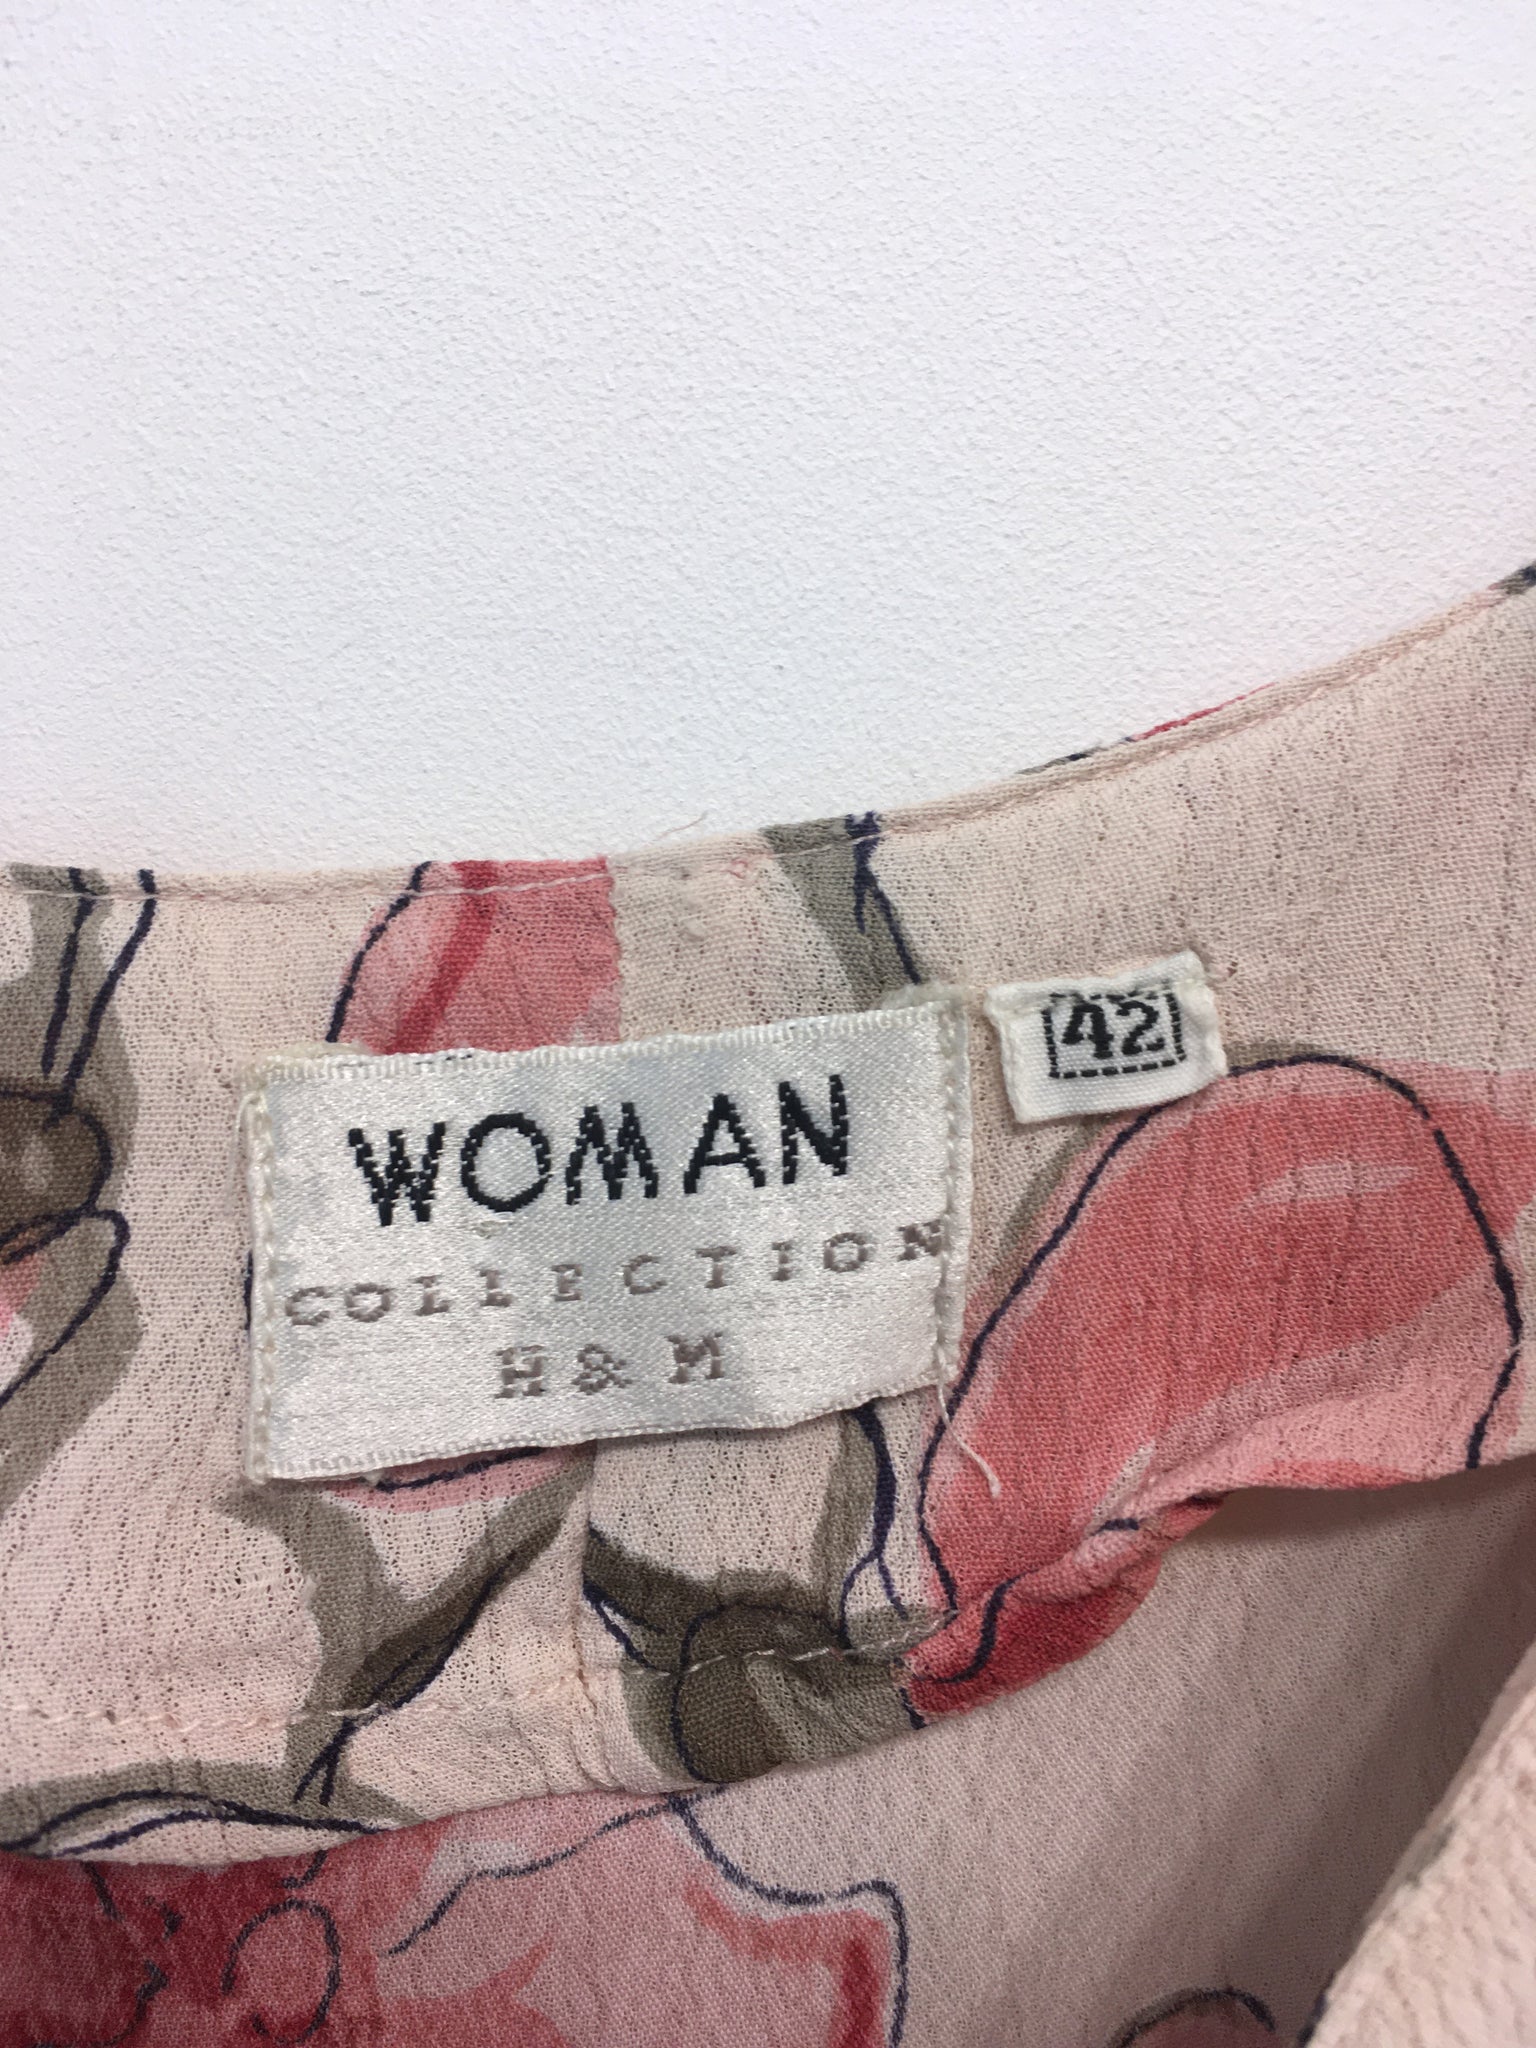 WOMAN
COLLECTION
H & M
42